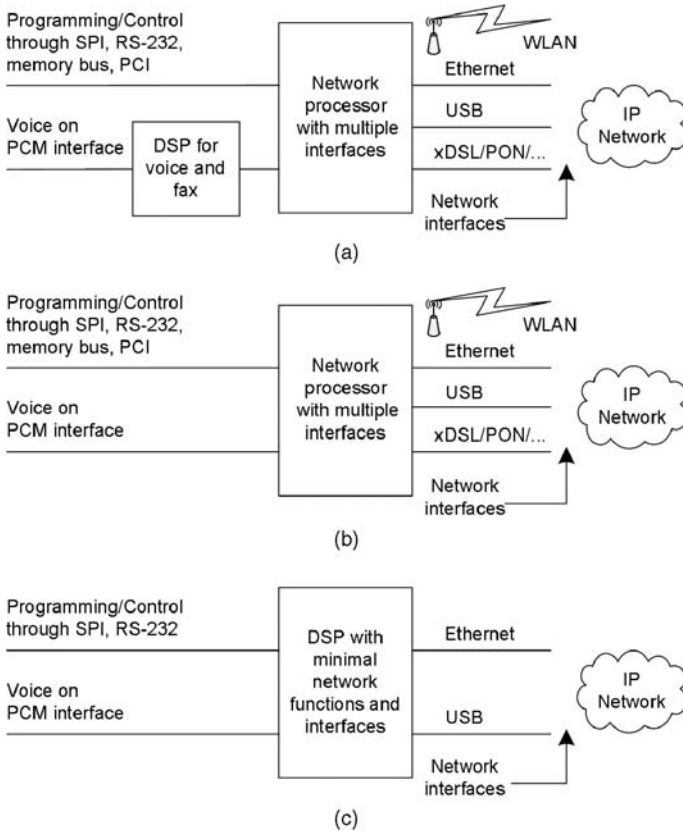 Programming/Control
through SPI, RS-232,
memory bus, PCI
Voice on
PCM interface
DSP for
voice and
fax
Network
processor
with multiple
interfaces
WLAN
Ethernet
USB
xDSL/PON/...
Network
interfaces
IP
Network
(a)
Programming/Control
through SPI, RS-232,
memory bus, PCI
Voice on
PCM interface
Network
processor
with multiple
interfaces
WLAN
Ethernet
USB
xDSL/PON/...
Network
interfaces
IP
Network
(b)
Programming/Control
through SPI, RS-232
Voice on
PCM interface
DSP with
minimal
network
functions and
interfaces
Ethernet
USB
Network
interfaces
IP
Network
(c)